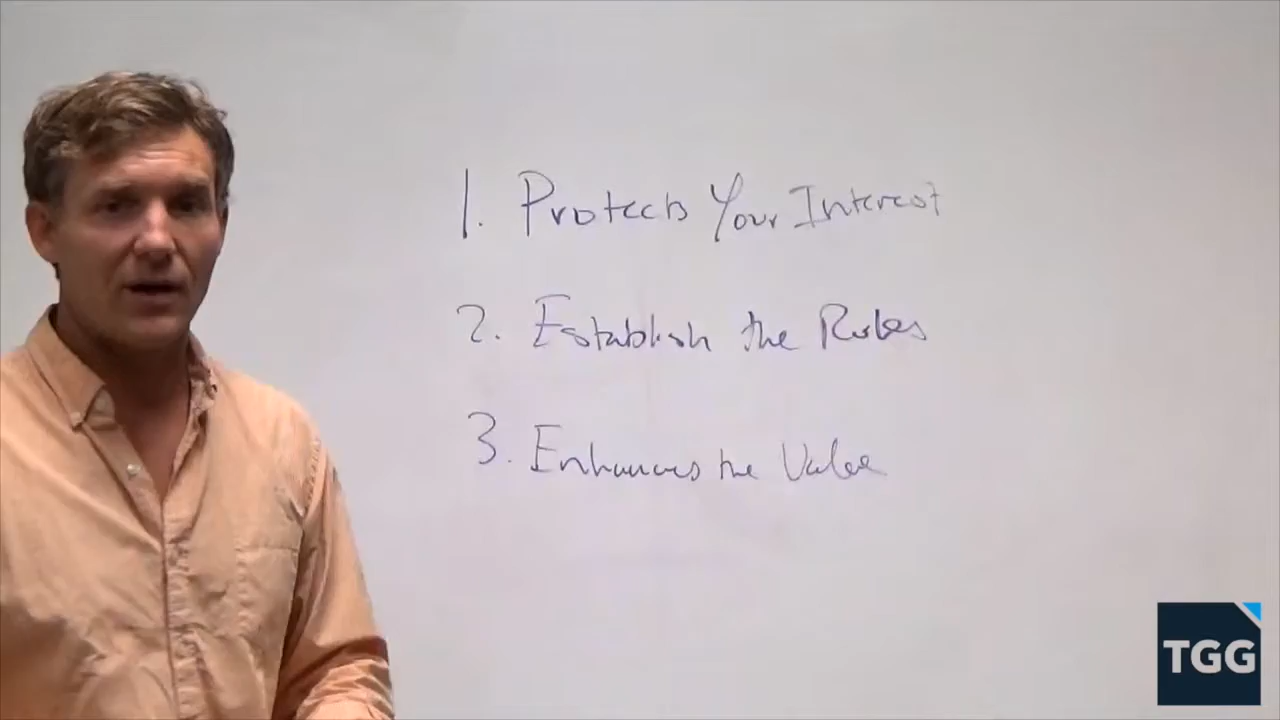 1. Protects Your Interest
2. Establish the Rules
3. Enhances the Value
TGG